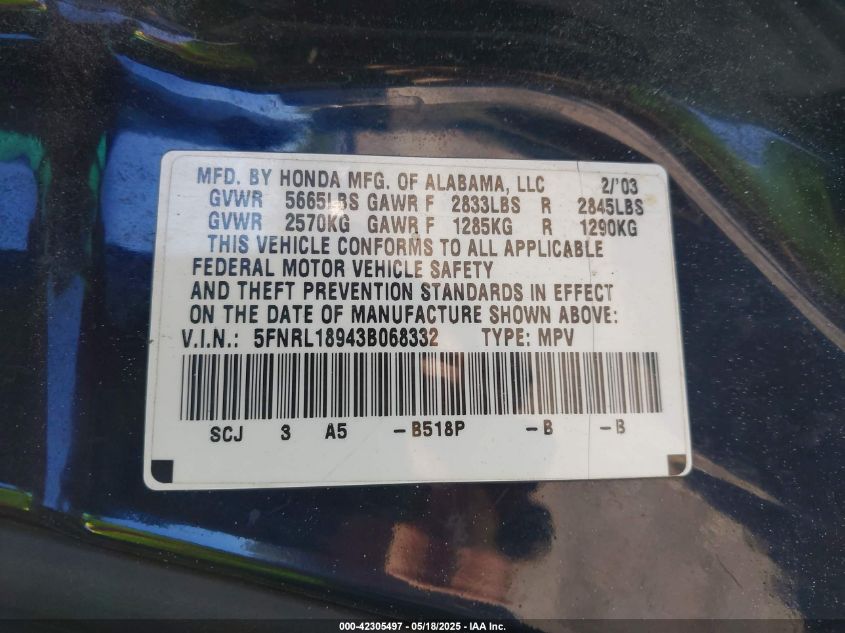 MFD. BY HONDA MFG. OF ALABAMA, LLC 2/'03
GVWR 5665LBS GAWR F 2833LBS R 2845LBS
GVWR 2570KG GAWR F 1285KG R 1290KG
THIS VEHICLE CONFORMS TO ALL APPLICABLE
FEDERAL MOTOR VEHICLE SAFETY
AND THEFT PREVENTION STANDARDS IN EFFECT
ON THE DATE OF MANUFACTURE SHOWN ABOVE:
V.I.N.: 5FNRL18943B068332 TYPE: MPV
SCJ 3 A5 -B518P -B -B
000-42305497 - 05/18/2025 - IAA Inc.